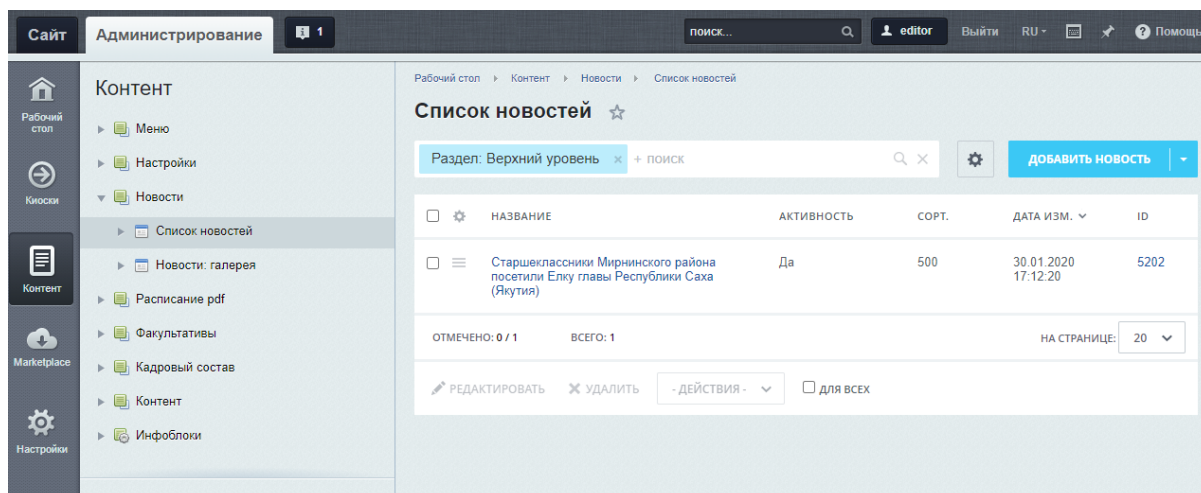 Сайт
Администрирование
1
поиск...
editor
Выйти
RU
Помощь
Рабочий
стол
Киоски
Контент
Marketplace
Настройки
Контент
Меню
Настройки
Новости
Список новостей
Новости: галерея
Расписание pdf
Факультативы
Кадровый состав
Контент
Инфоблоки
Рабочий стол Контент Новости Список новостей
Список новостей
Раздел: Верхний уровень × + поиск
ДОБАВИТЬ НОВОСТЬ
НАЗВАНИЕ АКТИВНОСТЬ СОРТ. ДАТА ИЗМ. ID
Старшеклассники Мирнинского района Да 500 30.01.2020 5202
посетили Елку главы Республики Саха 17:12:20
(Якутия)
ОТМЕЧЕНО: 0 / 1 ВСЕГО: 1 НА СТРАНИЦЕ: 20
РЕДАКТИРОВАТЬ УДАЛИТЬ - ДЕЙСТВИЯ - ДЛЯ ВСЕХ